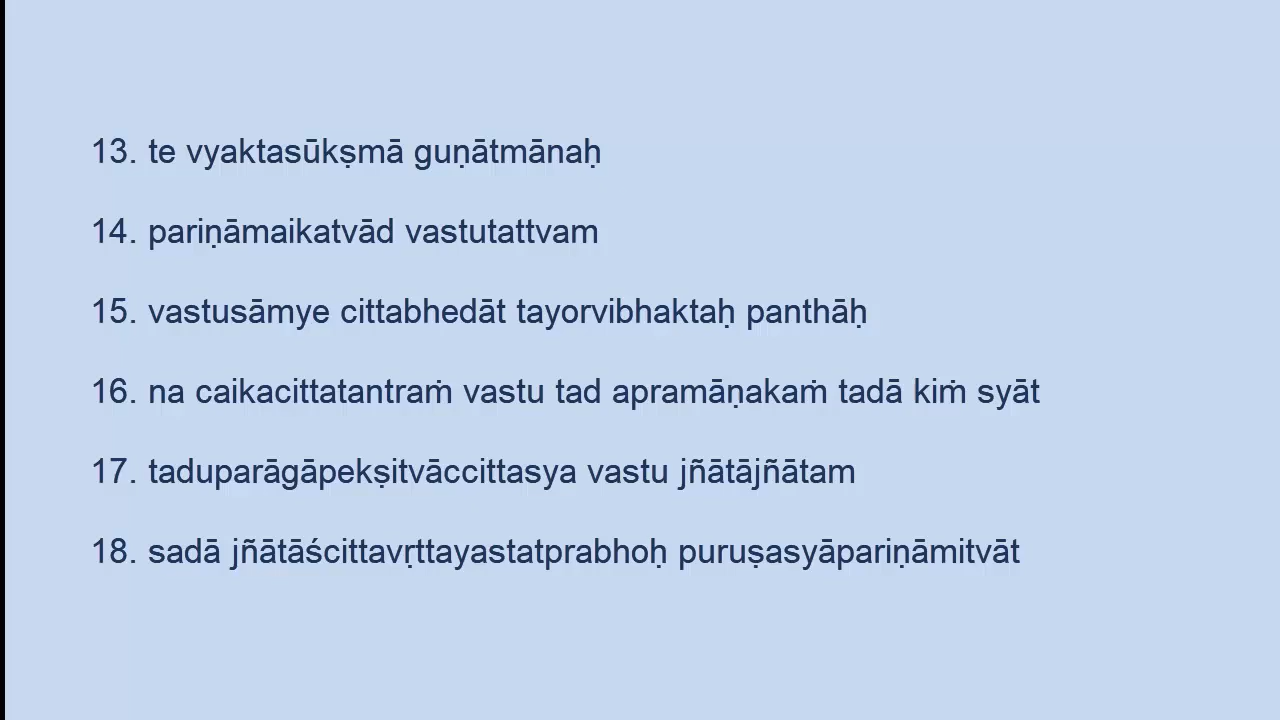 13. te vyaktasūkṣmā guṇātmānaḥ
14. pariṇāmaikatvād vastutattvam
15. vastusāmye cittabhedāt tayorvibhaktaḥ panthāḥ
16. na caikacittatantraṁ vastu tad apramāṇakaṁ tadā kiṁ syāt
17. taduparāgāpekṣitvāccittasya vastu jñātājñātam
18. sadā jñātāścittavṛttayastatprabhoḥ puruṣasyāpariṇāmitvāt